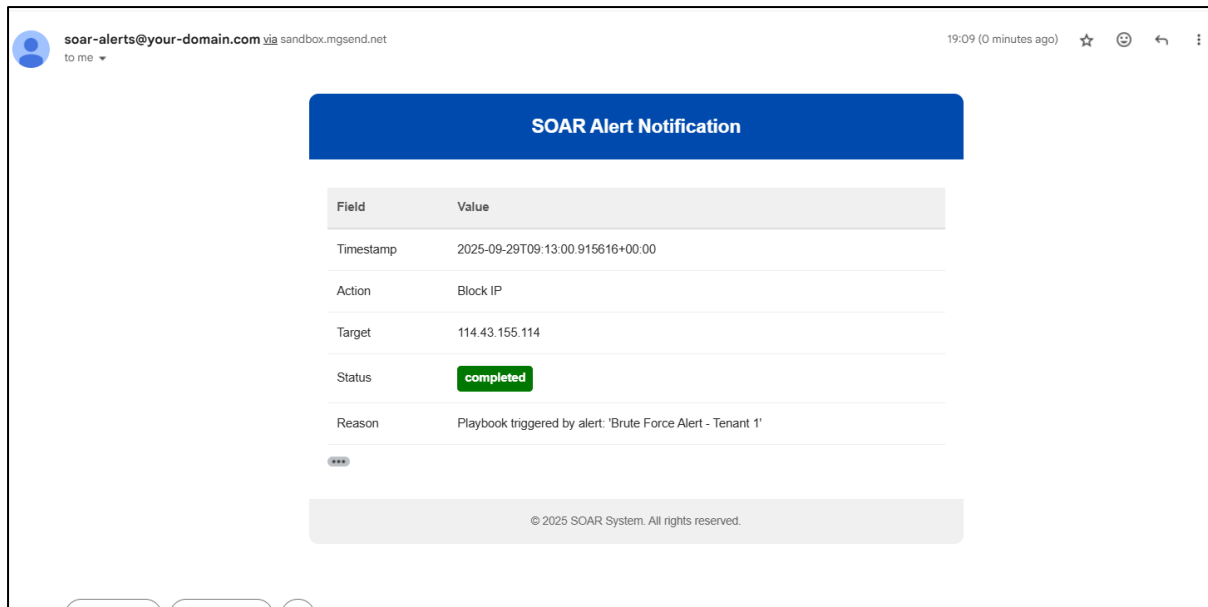 soar-alerts@your-domain.com via sandbox.mgsend.net
19:09 (0 minutes ago)
to me
SOAR Alert Notification
Field Value
Timestamp 2025-09-29T09:13:00.915616+00:00
Action Block IP
Target 114.43.155.114
Status completed
Reason Playbook triggered by alert: 'Brute Force Alert - Tenant 1'
© 2025 SOAR System. All rights reserved.